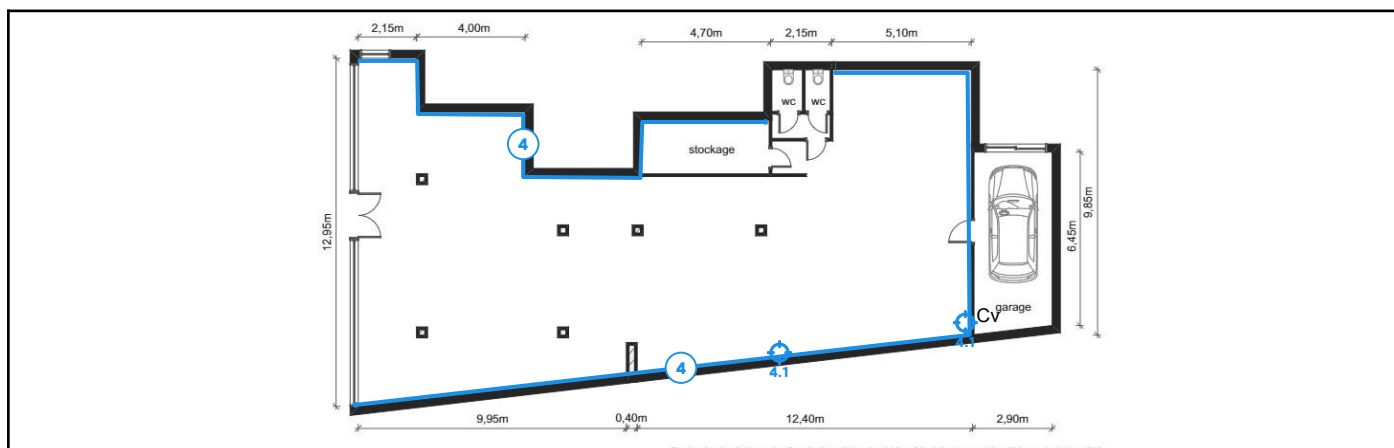 2,15m
4,00m
4,70m
2,15m
5,10m
wc
wc
4
stockage
12,95m
9,85m
6,45m
garage
Cv
4.1
4.1
4
9,95m
0,40m
12,40m
2,90m